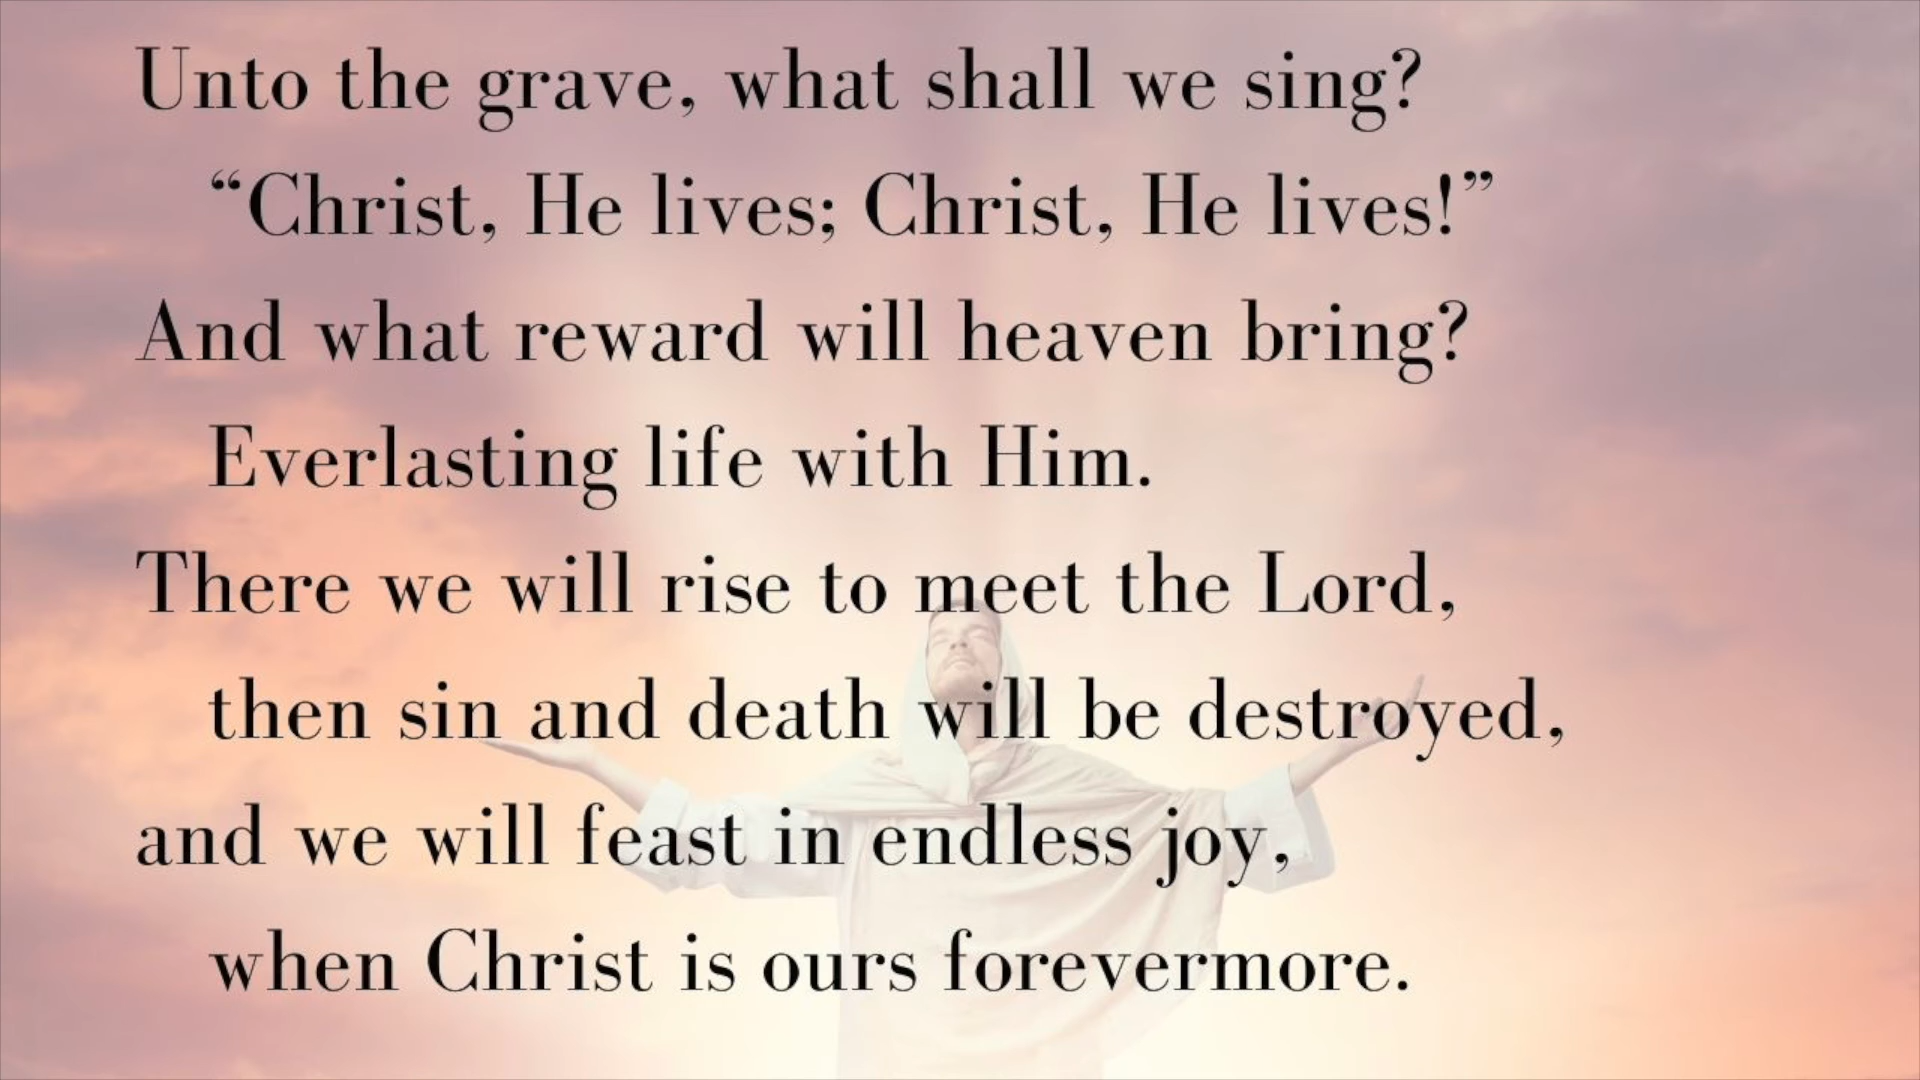 Unto the grave, what shall we sing?
“Christ, He lives; Christ, He lives!”
And what reward will heaven bring?
Everlasting life with Him.
There we will rise to meet the Lord,
then sin and death will be destroyed,
and we will feast in endless joy,
when Christ is ours forevermore.